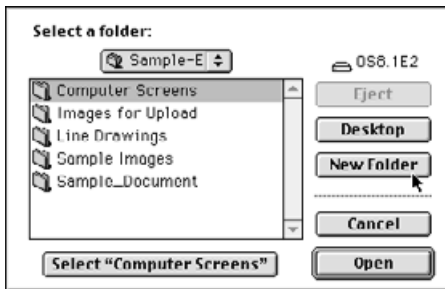 Select a folder:
Sample-E
OS8.1E2
Computer Screens
Images for Upload
Line Drawings
Sample Images
Sample_Document
Eject
Desktop
New Folder
Cancel
Select “Computer Screens”
Open